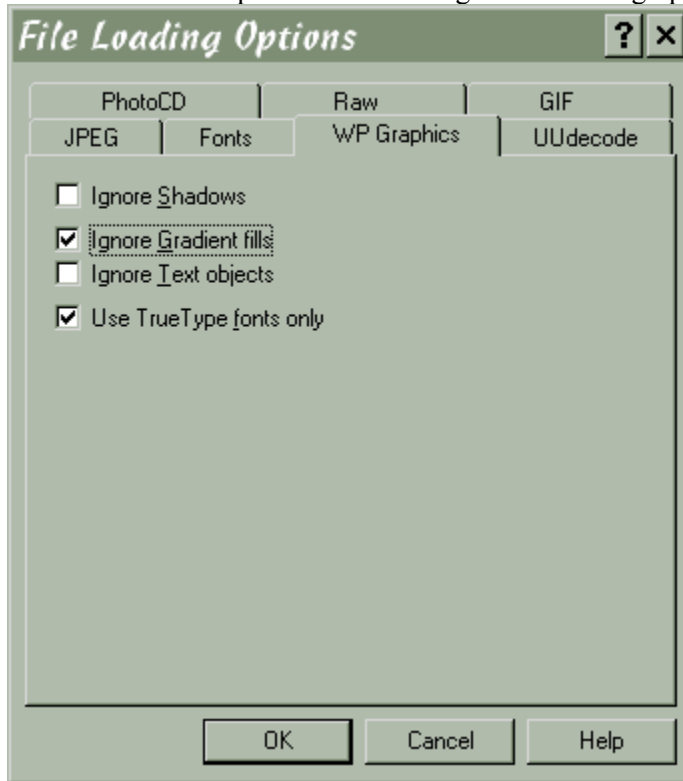 File Loading Options
PhotoCD Raw GIF
JPEG Fonts WP Graphics UUdecode
Ignore Shadows
Ignore Gradient fills
Ignore Text objects
Use TrueType fonts only
OK Cancel Help